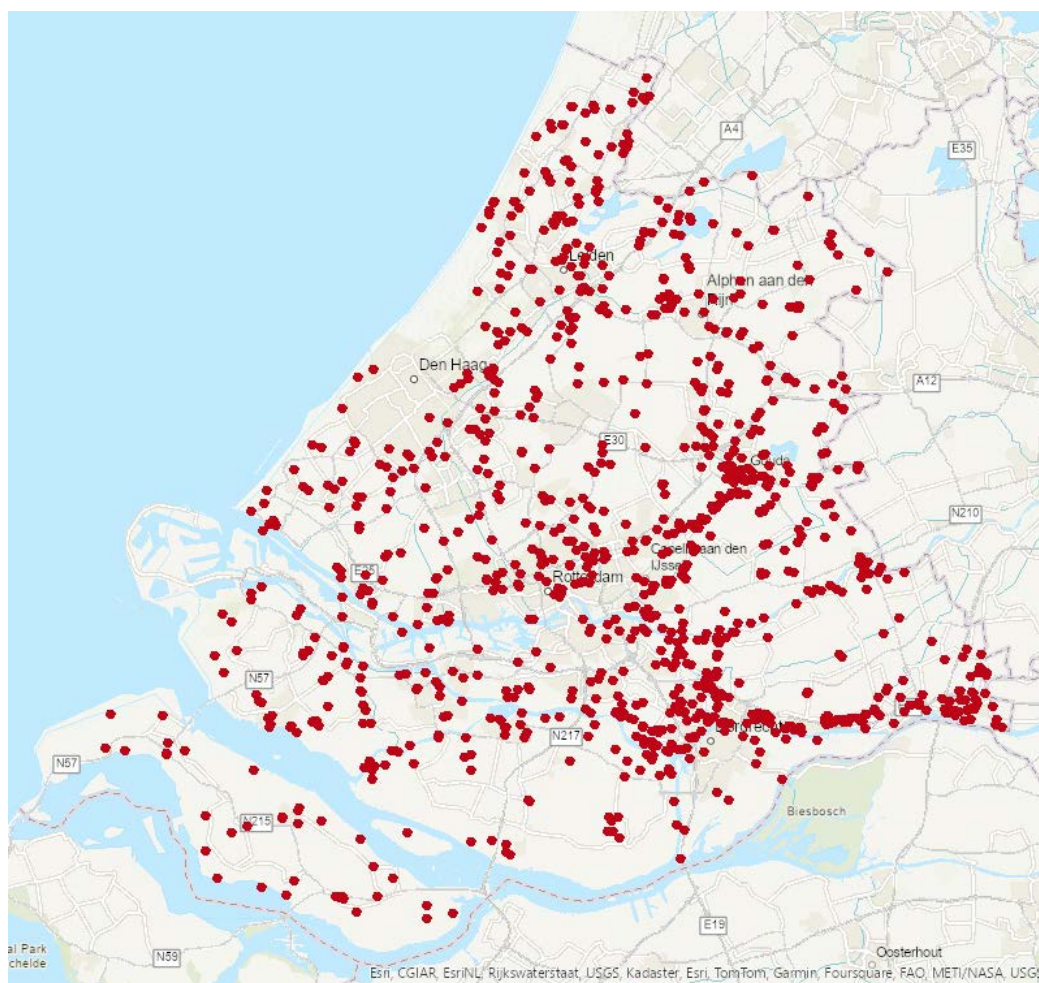 A4
E35
Leiden
Alphen aan den
Rijn
Den Haag
A12
E30
Gouda
N210
Capelle aan den
IJssel
E25
Rotterdam
N57
Dordrecht
N217
N57
Biesbosch
N215
E19
al Park
chelde
N59
Oosterhout
Esri, CGIAR, EsriNL, Rijkswaterstaat, USGS, Kadaster, Esri, TomTom, Garmin, Foursquare, FAO, METI/NASA, USGS